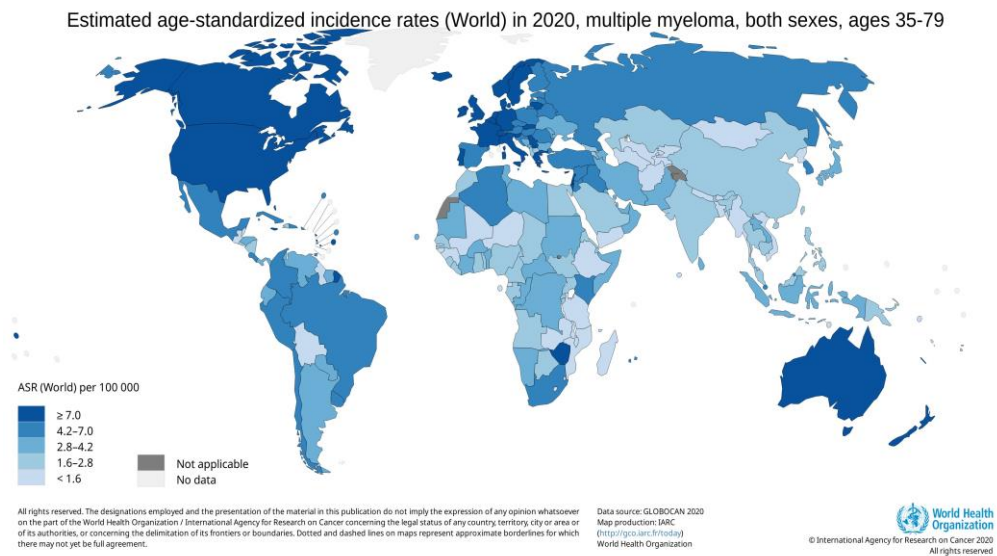 Estimated age-standardized incidence rates (World) in 2020, multiple myeloma, both sexes, ages 35-79
ASR (World) per 100 000
≥ 7.0
4.2–7.0
2.8–4.2
1.6–2.8
< 1.6
Not applicable
No data
All rights reserved. The designations employed and the presentation of the material in this publication do not imply the expression of any opinion whatsoever
on the part of the World Health Organization / International Agency for Research on Cancer concerning the legal status of any country, territory, city or area or
of its authorities, or concerning the delimitation of its frontiers or boundaries. Dotted and dashed lines on maps represent approximate borderlines for which
there may not yet be full agreement.
Data source: GLOBOCAN 2020
Map production: IARC
(http://gco.iarc.fr/today)
World Health Organization
World Health
Organization
© International Agency for Research on Cancer 2020
All rights reserved